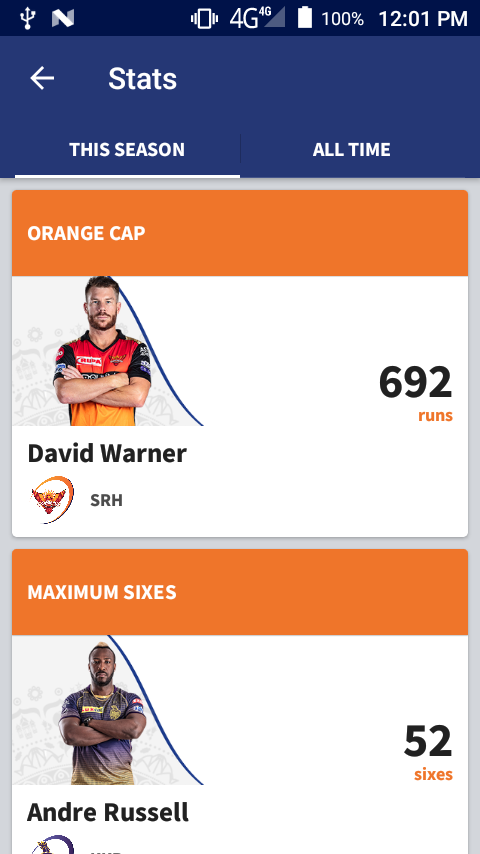 4G 4G 100% 12:01 PM
Stats
THIS SEASON ALL TIME
ORANGE CAP
692
runs
David Warner
SRH
MAXIMUM SIXES
52
sixes
Andre Russell